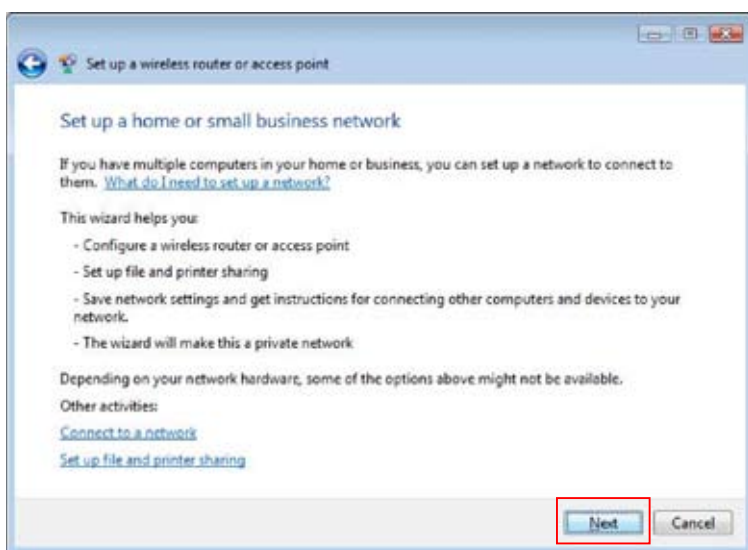 Set up a wireless router or access point
Set up a home or small business network
If you have multiple computers in your home or business, you can set up a network to connect to
them. What do I need to set up a network?
This wizard helps you:
- Configure a wireless router or access point
- Set up file and printer sharing
- Save network settings and get instructions for connecting other computers and devices to your
network.
- The wizard will make this a private network
Depending on your network hardware, some of the options above might not be available.
Other activities:
Connect to a network
Set up file and printer sharing
Next Cancel